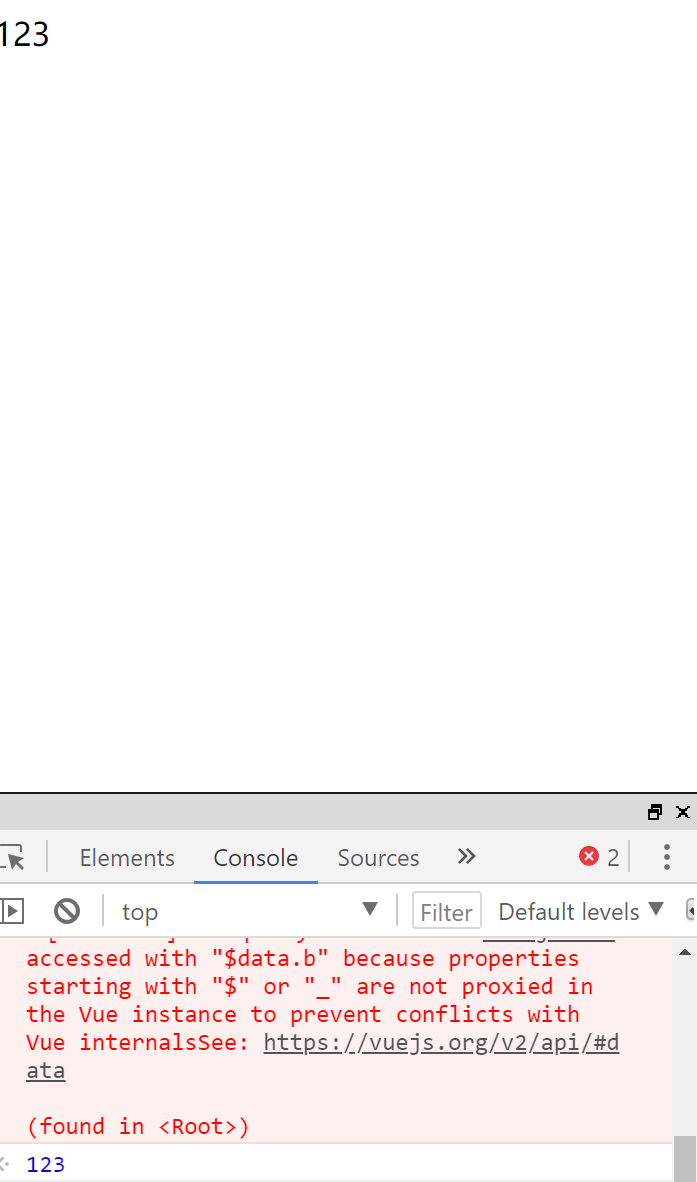 123
Elements Console Sources 2
top Filter Default levels
accessed with "$data.b" because properties
starting with "$" or "_" are not proxied in
the Vue instance to prevent conflicts with
Vue internalsSee: https://vuejs.org/v2/api/#d
ata
(found in <Root>)
123